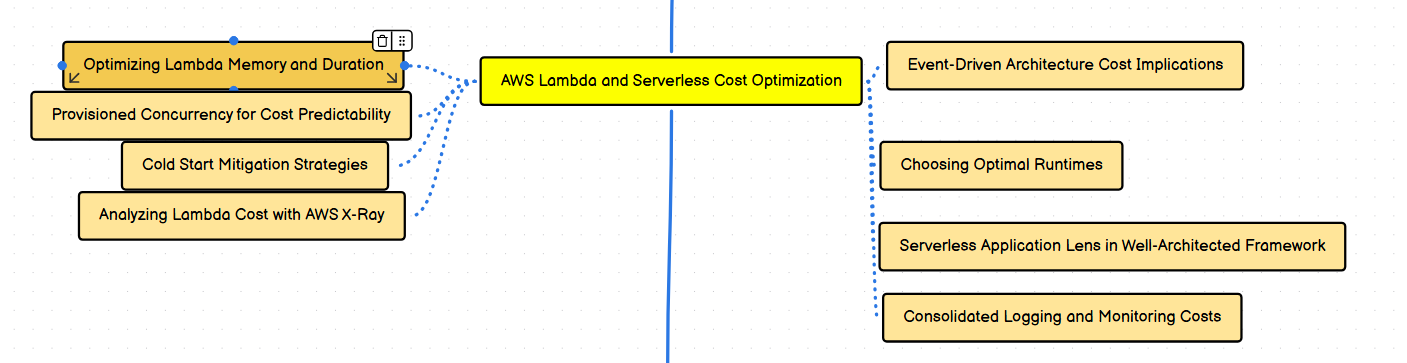 Optimizing Lambda Memory and Duration
Provisioned Concurrency for Cost Predictability
Cold Start Mitigation Strategies
Analyzing Lambda Cost with AWS X-Ray
AWS Lambda and Serverless Cost Optimization
Event-Driven Architecture Cost Implications
Choosing Optimal Runtimes
Serverless Application Lens in Well-Architected Framework
Consolidated Logging and Monitoring Costs